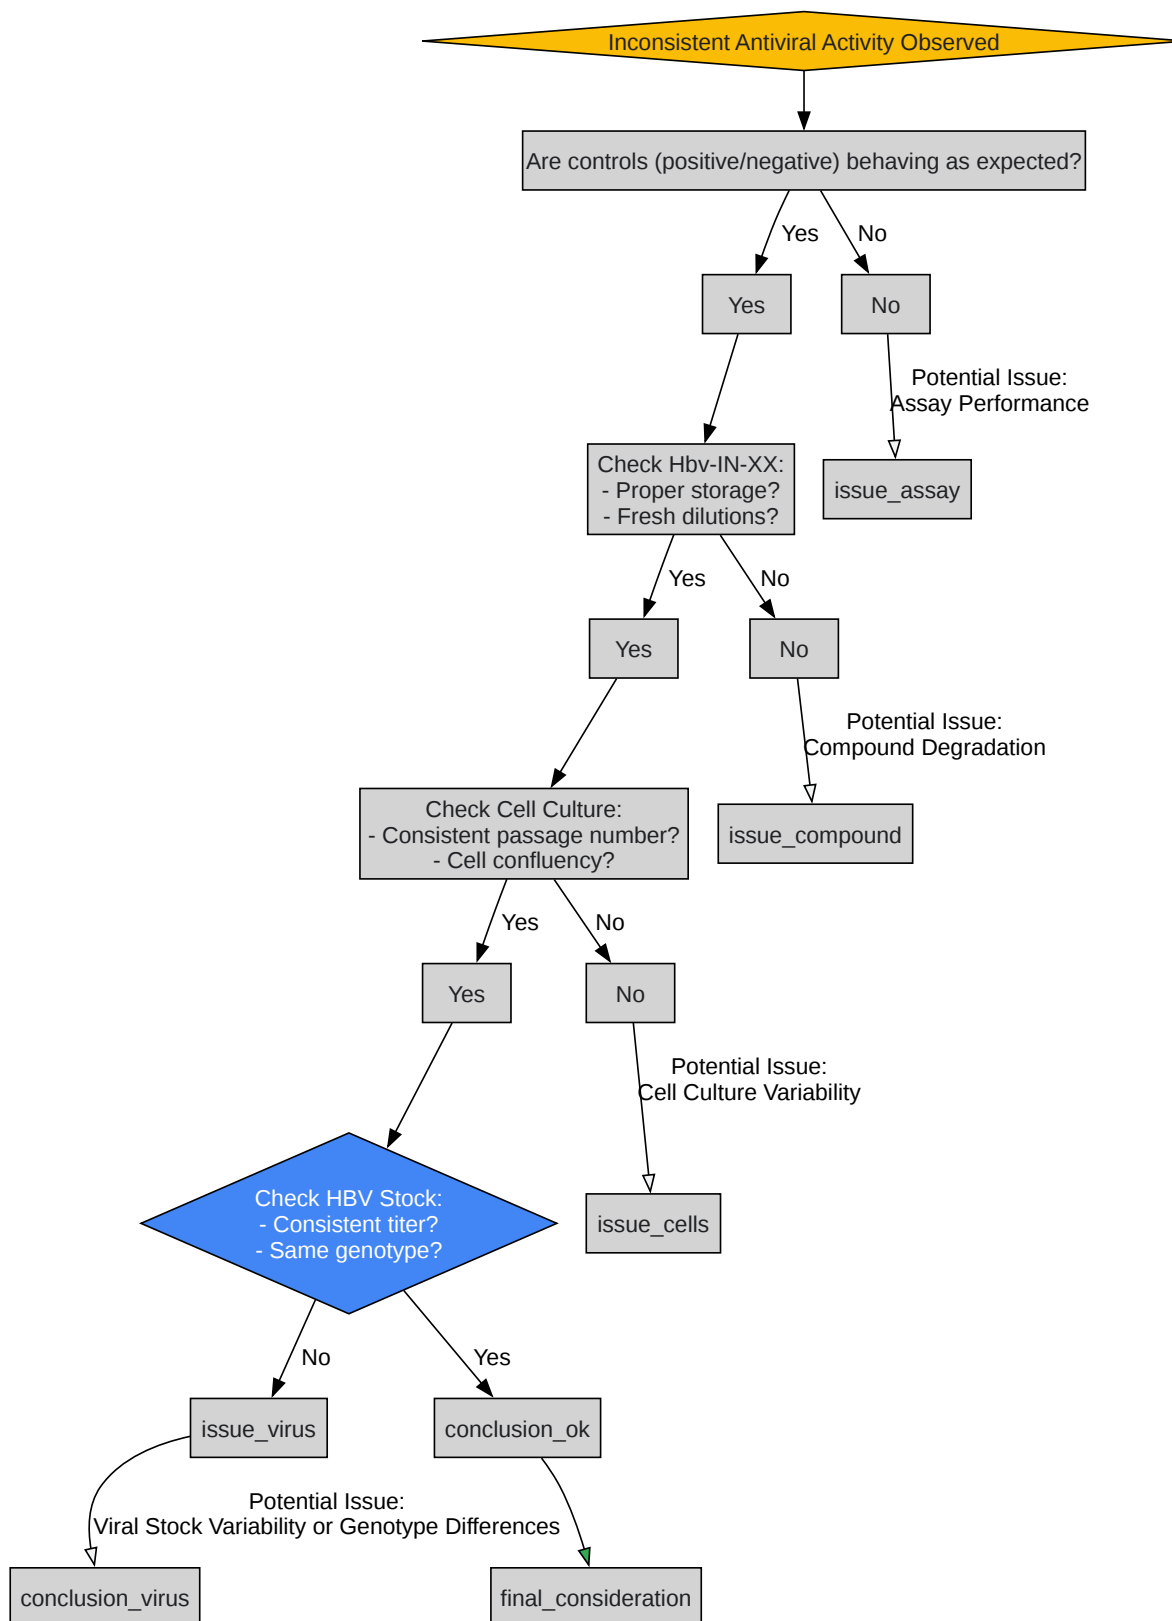 Inconsistent Antiviral Activity Observed
Are controls (positive/negative) behaving as expected?
Yes
No
Yes
No
Potential Issue:
Assay Performance
Check Hbv-IN-XX:
- Proper storage?
- Fresh dilutions?
issue_assay
Yes
No
Yes
No
Potential Issue:
Compound Degradation
Check Cell Culture:
- Consistent passage number?
- Cell confluency?
issue_compound
Yes
No
Yes
No
Potential Issue:
Cell Culture Variability
Check HBV Stock:
- Consistent titer?
- Same genotype?
issue_cells
No
Yes
issue_virus
conclusion_ok
Potential Issue:
Viral Stock Variability or Genotype Differences
conclusion_virus
final_consideration